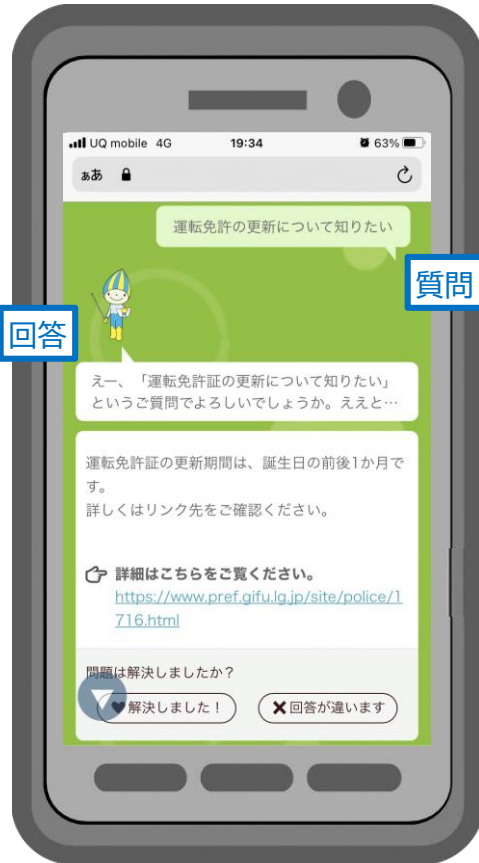 UQ mobile 4G 19:34 63%
ああ
運転免許の更新について知りたい
質問
回答
えー、「運転免許証の更新について知りたい」
というご質問でよろしいでしょうか。ええと…
運転免許証の更新期間は、誕生日の前後1か月で
す。
詳しくはリンク先をご確認ください。
詳細はこちらをご覧ください。
https://www.pref.gifu.lg.jp/site/police/1
716.html
問題は解決しましたか？
解決しました！ 回答が違います